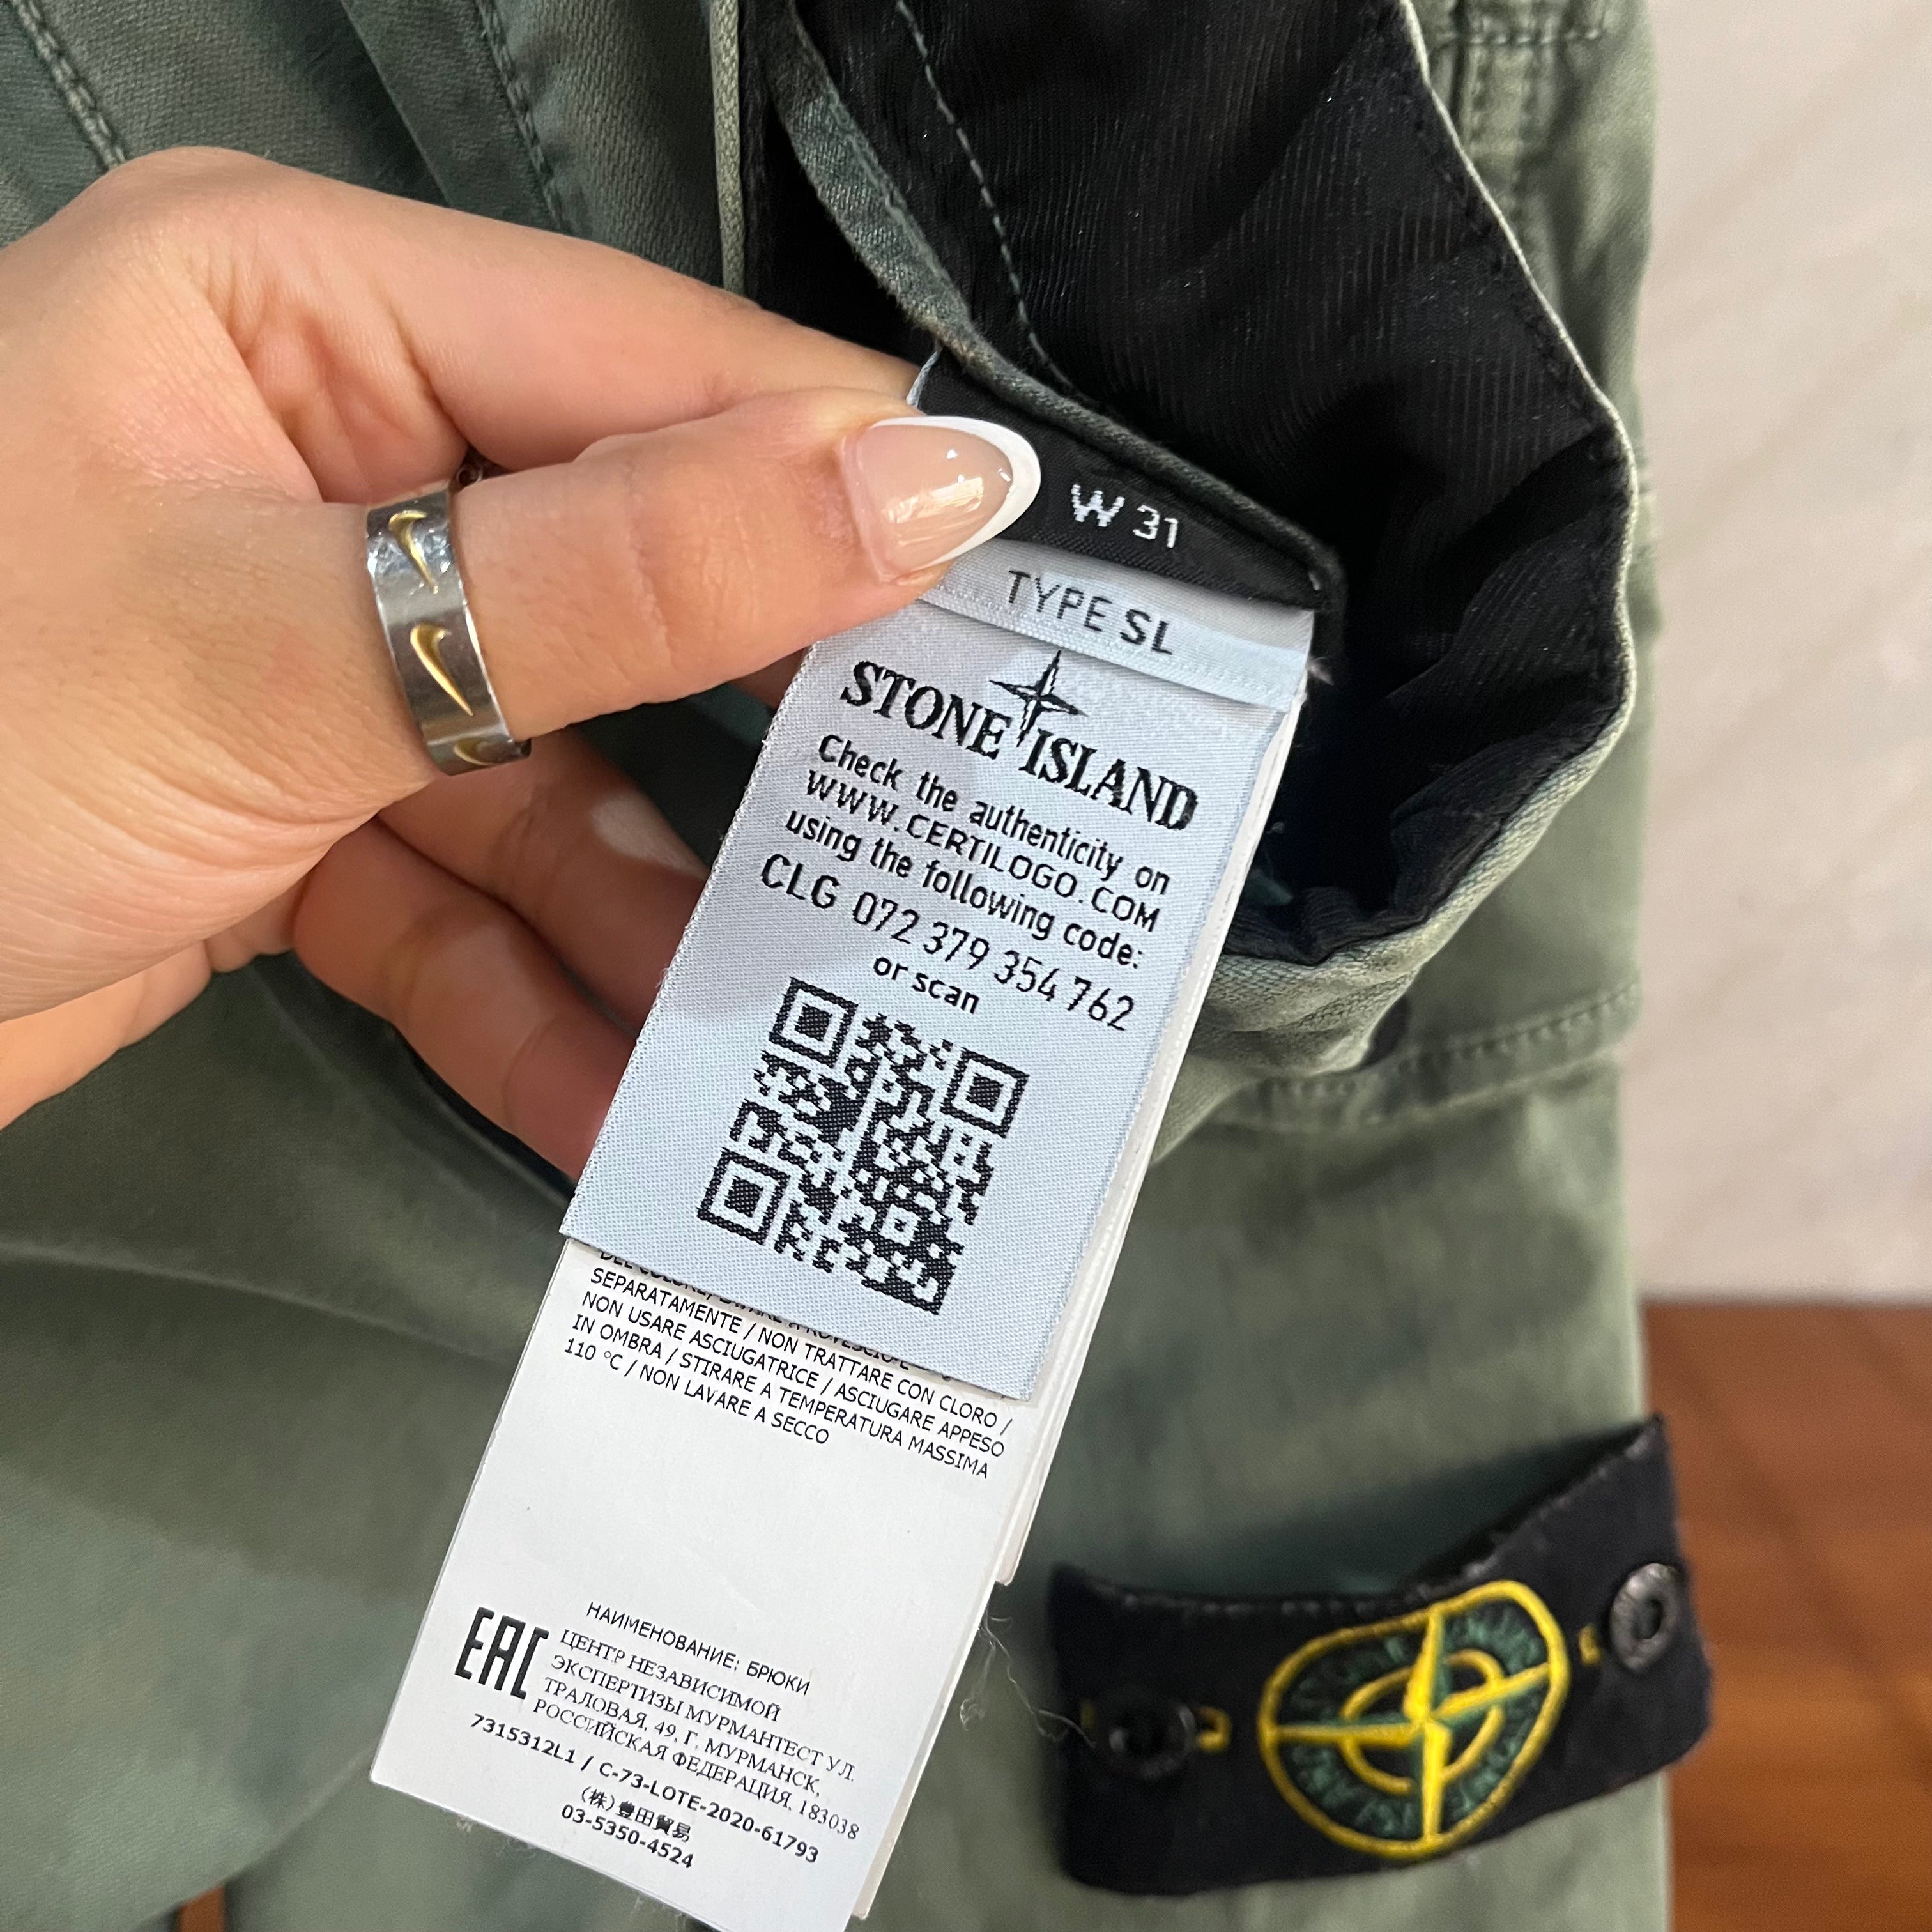 W 31
TYPE SL
STONE ISLAND
Check the authenticity on
WWW.CERTILOGO.COM
using the following code:
CLG 072 379 354 762
or scan
SEPARATAMENTE / NON TRATTARE CON CLORO /
NON USARE ASCIUGATRICE / ASCIUGARE APPESO
IN OMBRA / STIRARE A TEMPERATURA MASSIMA
110 °C / NON LAVARE A SECCO
НАИМЕНОВАНИЕ: БРЮКИ
EAC
ЦЕНТР НЕЗАВИСИМОЙ
ЭКСПЕРТИЗЫ МУРМАНТЕСТ УЛ.
ТРАЛОВАЯ, 49, Г. МУРМАНСК,
РОССИЙСКАЯ ФЕДЕРАЦИЯ, 183038
7315312L1 / C-73-LOTE-2020-61793
(株)豊田貿易
03-5350-4524